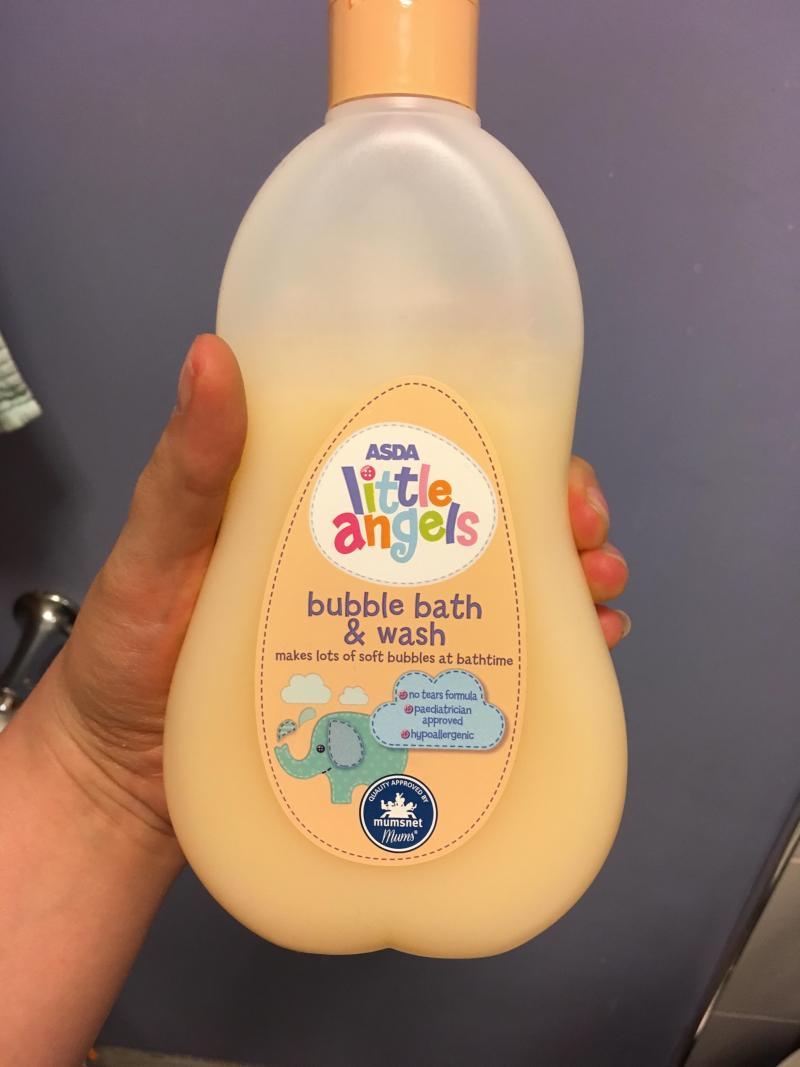 ASDA
little
angels
bubble bath
& wash
makes lots of soft bubbles at bathtime
no tears formula
paediatrician
approved
hypoallergenic
QUALITY APPROVED BY
mumsnet
Mums®